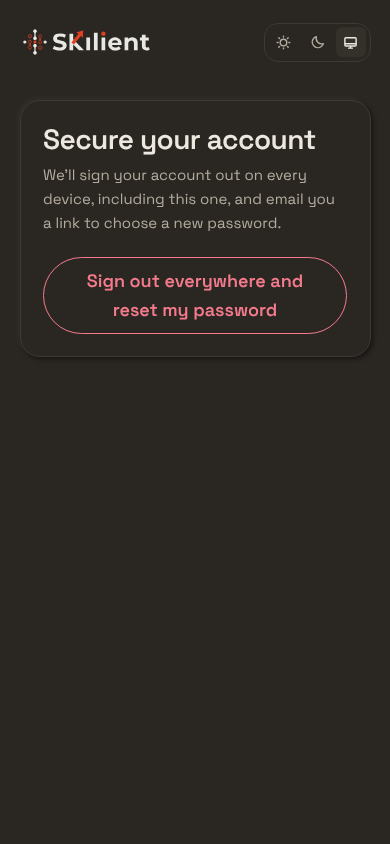 Skilient
Secure your account
We'll sign your account out on every
device, including this one, and email you
a link to choose a new password.
Sign out everywhere and
reset my password